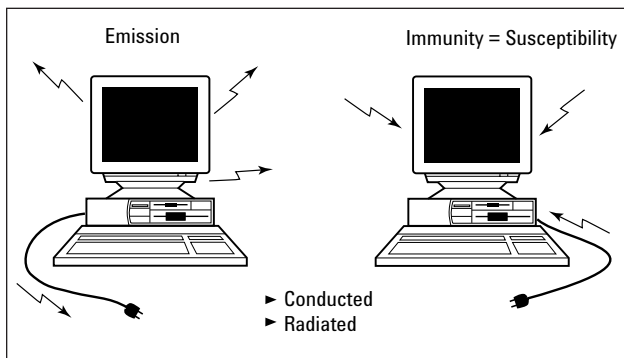 Emission
Immunity = Susceptibility
► Conducted
► Radiated